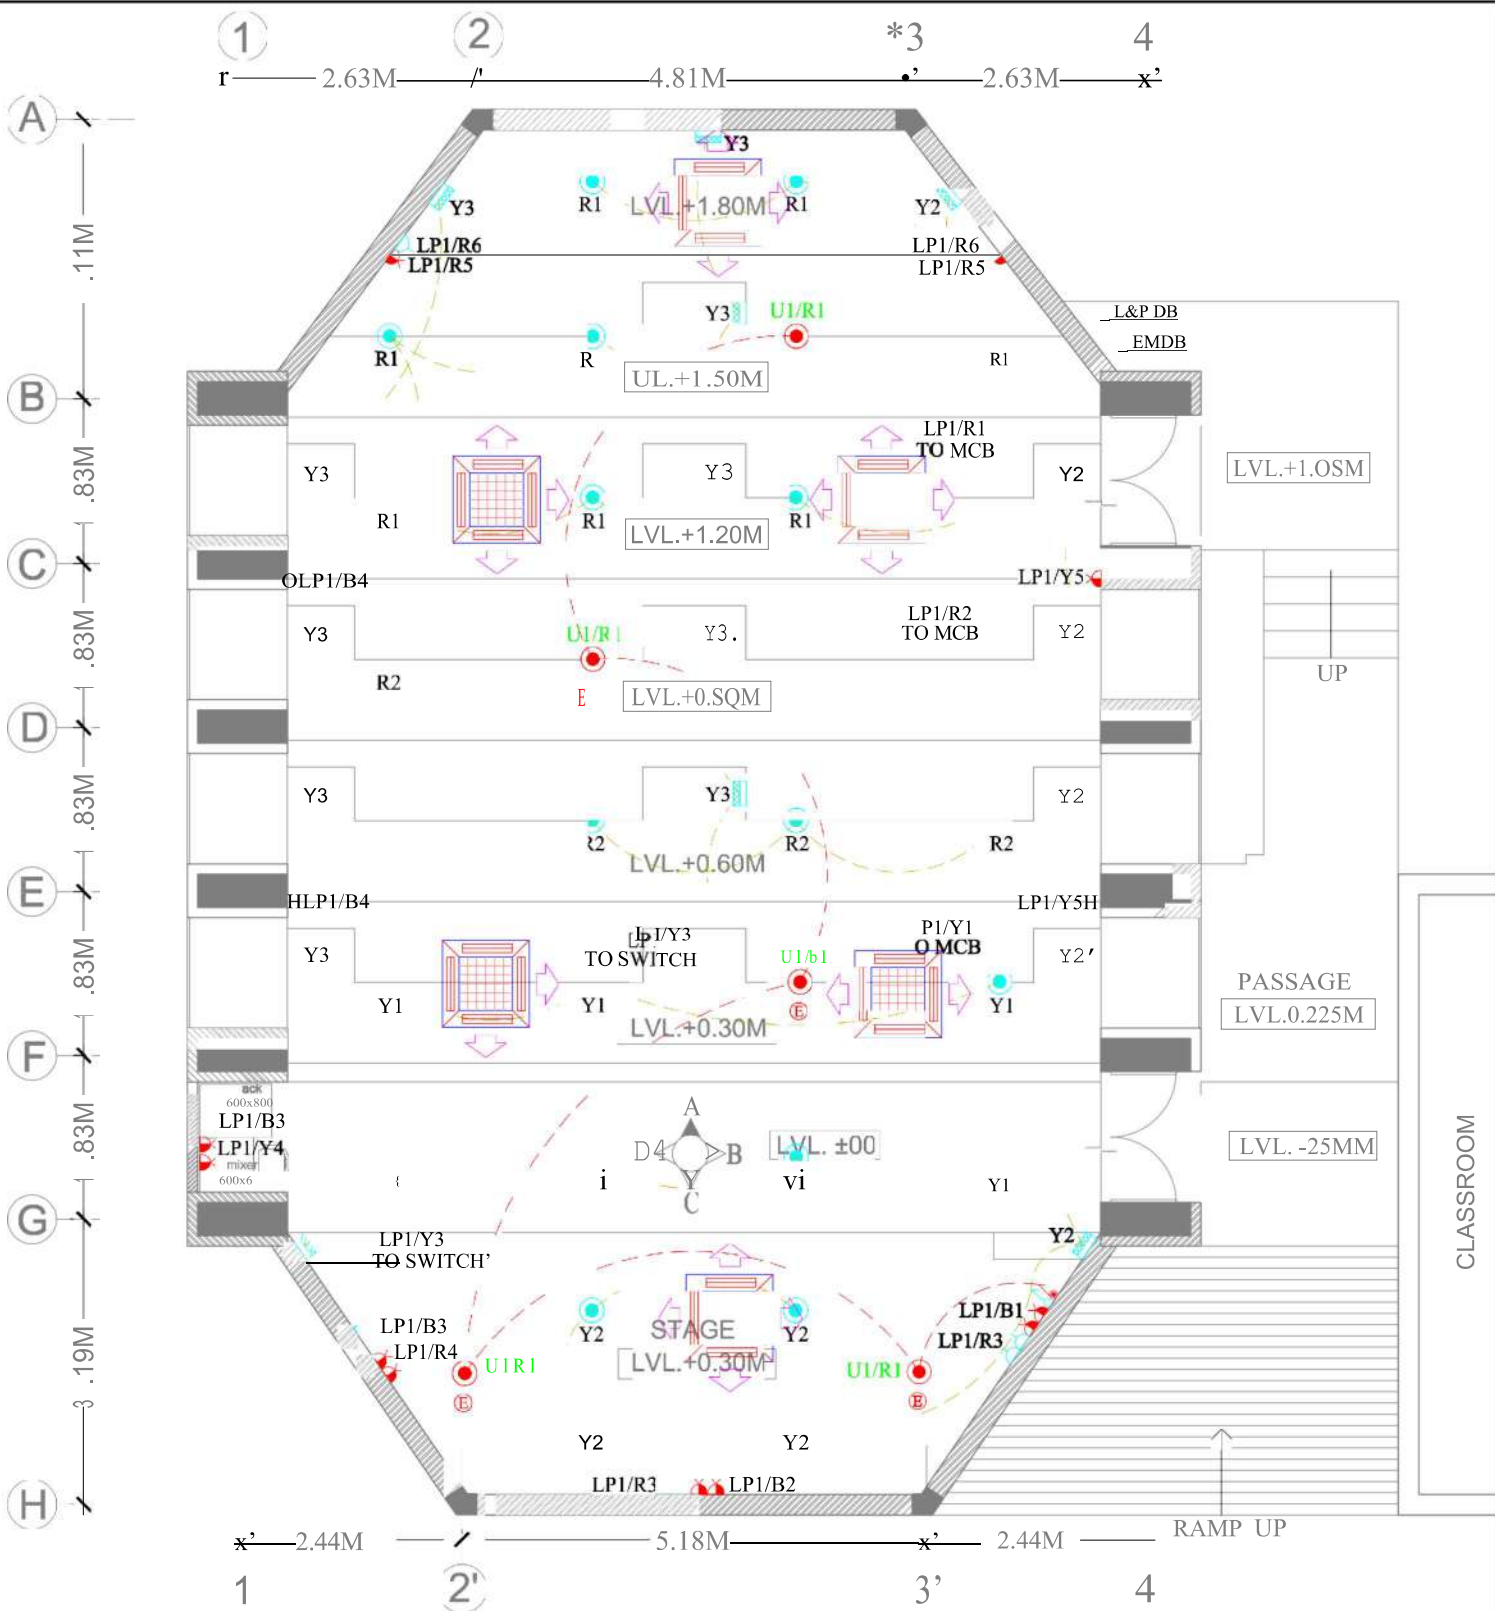 1 2 *3 4
r 2.63M /' 4.81M •' 2.63M x'
A
Y3
Y3 R1 LVL.+1.80M R1 Y2
LP1/R6 LP1/R6
LP1/R5 LP1/R5
.11M
Y3 U1/R1 L&P DB
EMDB
R1 R R1
UL.+1.50M
B
LP1/R1
TO MCB
Y3 Y3 Y2 LVL.+1.OSM
.83M
R1 R1 R1
LVL.+1.20M
C
OLP1/B4 LP1/Y5
LP1/R2
TO MCB
Y3 U1/R1 Y3. Y2
.83M
UP
R2 E LVL.+0.SQM
D
Y3 Y3 Y2
.83M
R2 R2 R2
LVL.+0.60M
E
HLP1/B4 LP1/Y5H
L.1/Y3 P1/Y1
TO SWITCH O MCB
Y3 U1/b1 Y2'
.83M
PASSAGE
Y1 Y1 E Y1 LVL.0.225M
LVL.+0.30M
F
ack
600x800
LP1/B3 A
LP1/Y4 D4 B LVL. ±00 LVL. -25MM
.83M
mixer
600x6 i vi Y1
C
CLASSROOM
G
LP1/Y3 Y2
TO SWITCH'
LP1/B3 LP1/B1
LP1/R4 Y2 STAGE Y2 LP1/R3
3.19M
U1R1 LVL.+0.30M U1/R1
E E
Y2 Y2
LP1/R3 LP1/B2
H
RAMP UP
x' 2.44M 5.18M x' 2.44M
1 2' 3' 4